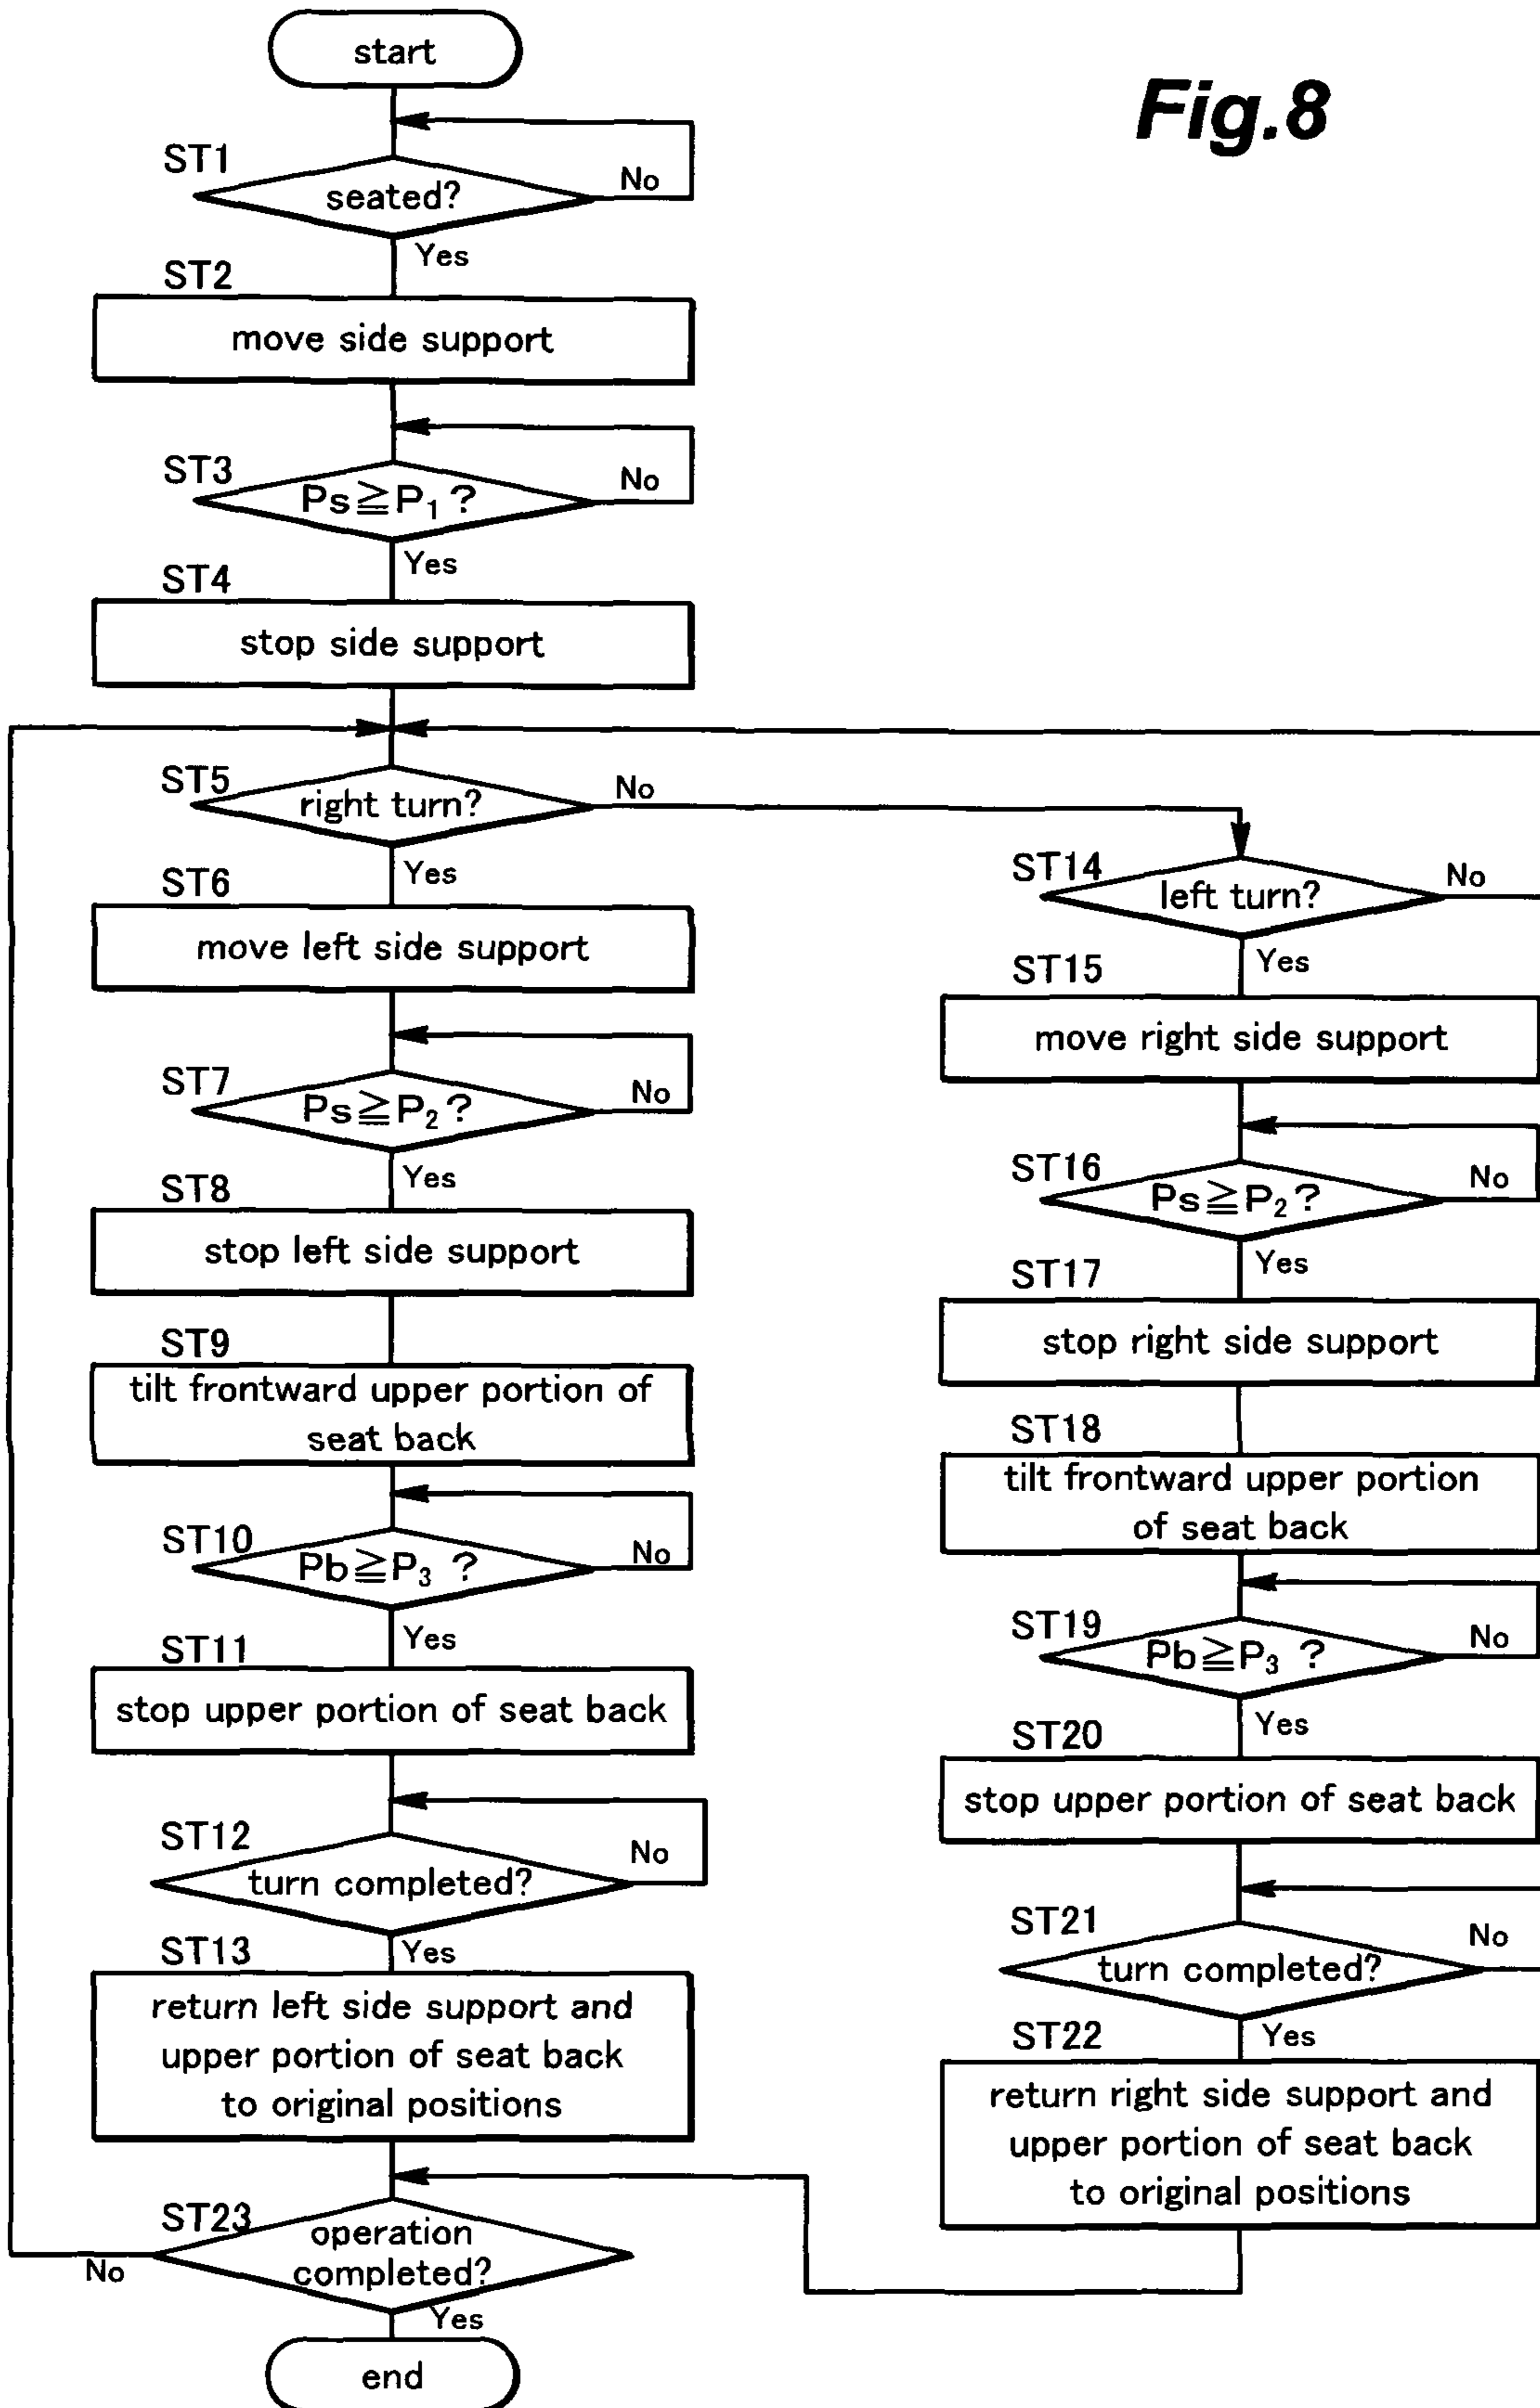 Fig.8
start
ST1
seated?
No
Yes
ST2
move side support
ST3
Ps≧P₁?
No
Yes
ST4
stop side support
ST5
right turn?
No
Yes
ST6
move left side support
ST7
Ps≧P₂?
No
Yes
ST8
stop left side support
ST9
tilt frontward upper portion of
seat back
ST10
Pb≧P₃ ?
No
Yes
ST11
stop upper portion of seat back
ST12
turn completed?
No
Yes
ST13
return left side support and
upper portion of seat back
to original positions
ST14
left turn?
No
Yes
ST15
move right side support
ST16
Ps≧P₂?
No
Yes
ST17
stop right side support
ST18
tilt frontward upper portion
of seat back
ST19
Pb≧P₃ ?
No
Yes
ST20
stop upper portion of seat back
ST21
turn completed?
No
Yes
ST22
return right side support and
upper portion of seat back
to original positions
ST23
operation
completed?
No
Yes
end